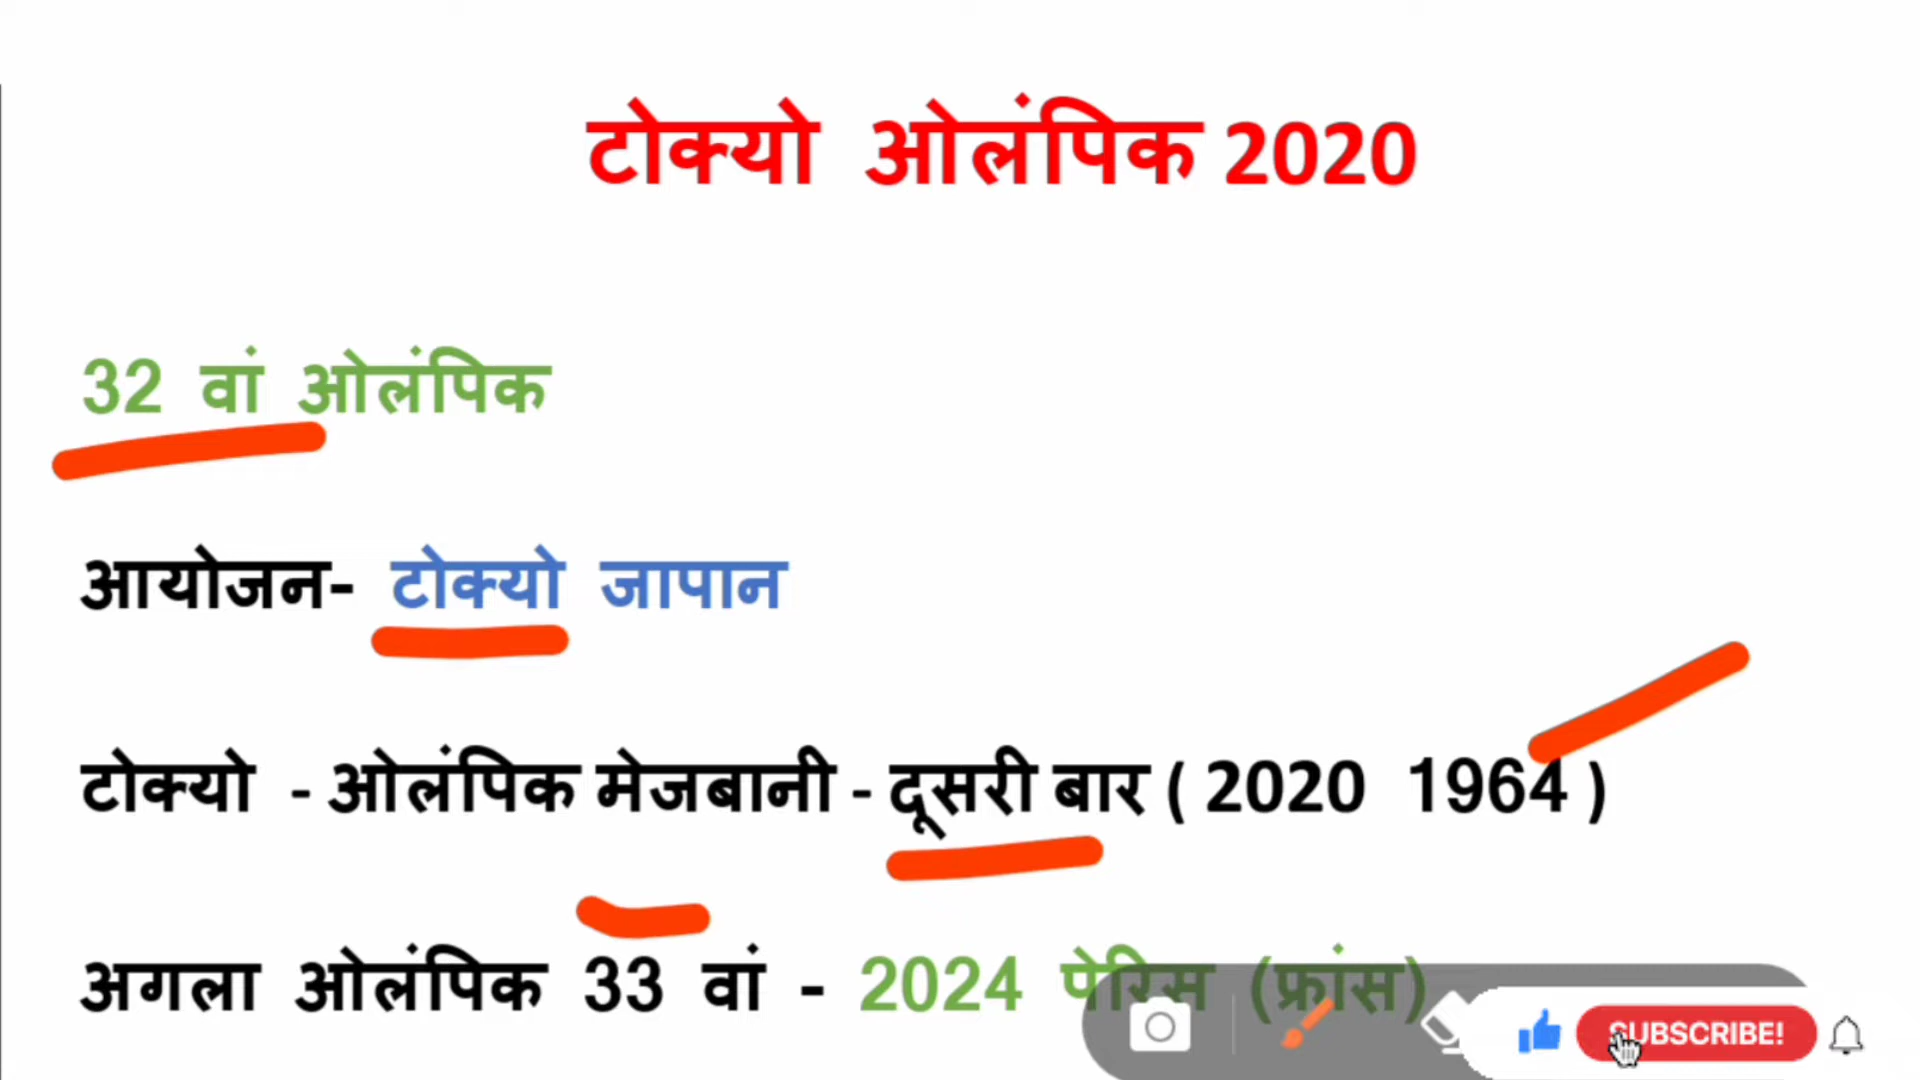 टोक्यो ओलंपिक 2020
32 वां ओलंपिक
आयोजन- टोक्यो जापान
टोक्यो - ओलंपिक मेजबानी - दूसरी बार ( 2020 1964 )
अगला ओलंपिक 33 वां - 2024 पेरिस (फ्रांस)
SUBSCRIBE!